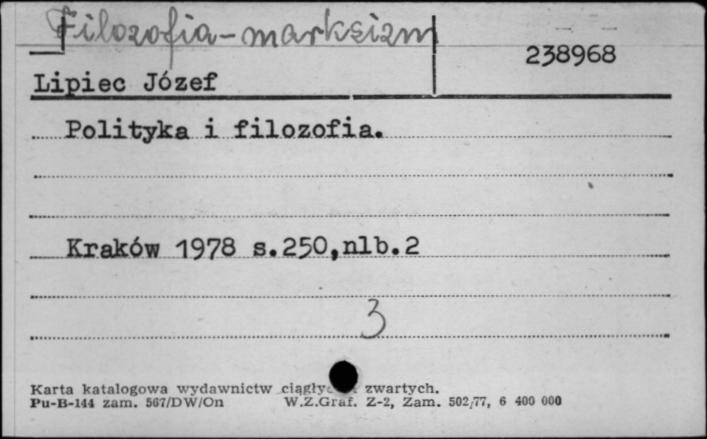 Filozofia-marksizm
238968
Lipiec Józef
Polityka i filozofia.
Kraków 1978 s.250,nlb.2
3
Karta katalogowa wydawnictw zwartych.
Pu-B-144 zam. 567/DW/On W.Z.Graf. Z-2, Zam. 502/77, 6 400 000